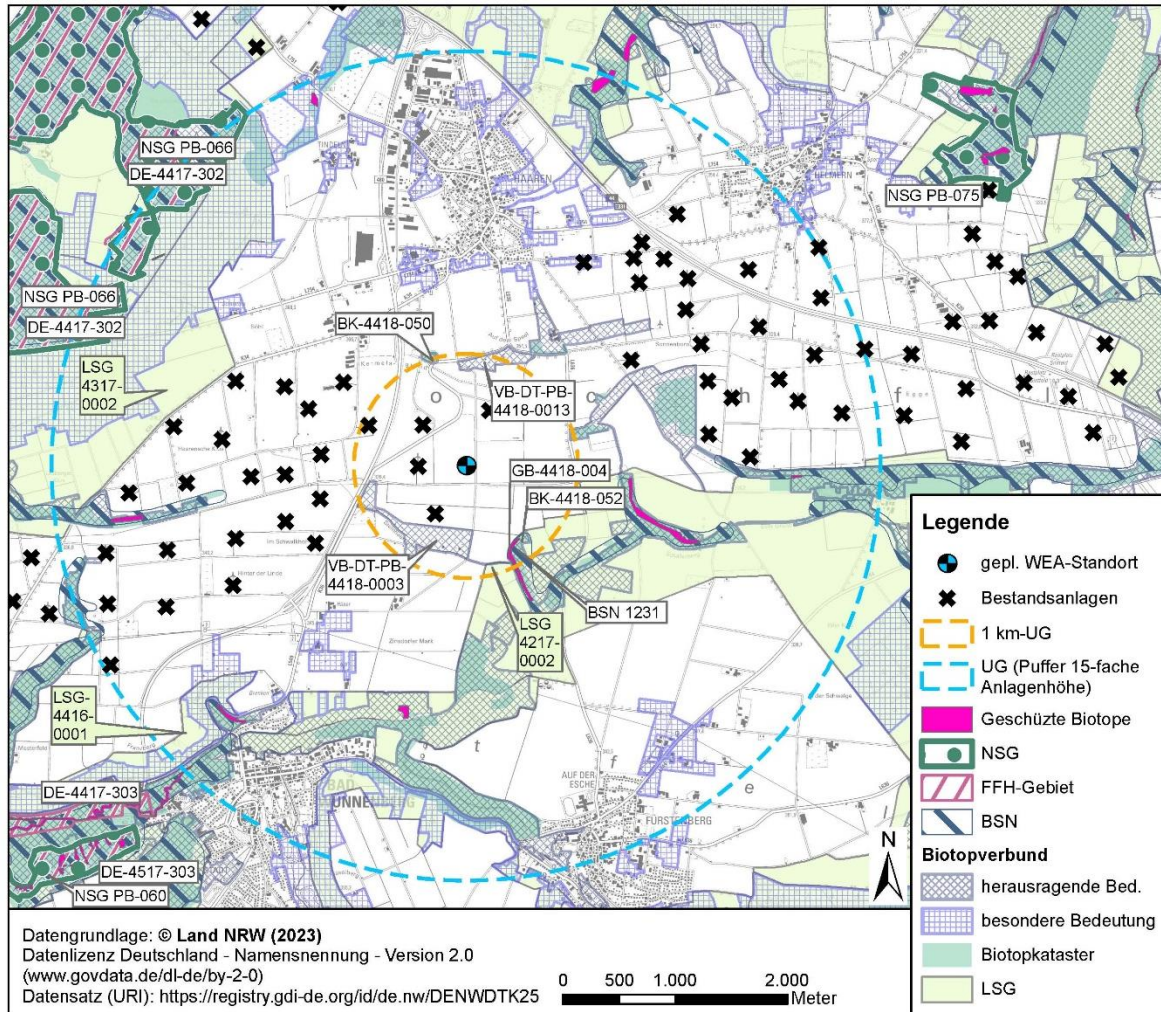 NSG PB-066
DE-4417-302
HAAREN
HELMERN
NSG PB-075
NSG PB-066
DE-4417-302
BK-4418-050
LSG
4317-
0002
VB-DT-PB-
4418-0013
GB-4418-004
BK-4418-052
Im Schwalbhof
Hinter der Linde
VB-DT-PB-
4418-0003
BSN 1231
LSG
4217-
0002
LSG-
4416-
0001
DE-4417-303
BAD
AUF DER
ESCHE
FÜRSTENBERG
DE-4517-303
NSG PB-060
N
Legende
gepl. WEA-Standort
Bestandsanlagen
1 km-UG
UG (Puffer 15-fache
Anlagenhöhe)
Geschüzte Biotope
NSG
FFH-Gebiet
BSN
Biotopverbund
herausragende Bed.
besondere Bedeutung
Biotopkataster
LSG
Datengrundlage: © Land NRW (2023)
Datenlizenz Deutschland - Namensnennung - Version 2.0
(www.govdata.de/dl-de/by-2-0)
Datensatz (URI): https://registry.gdi-de.org/id/de.nw/DENWDTK25
0 500 1.000 2.000
Meter